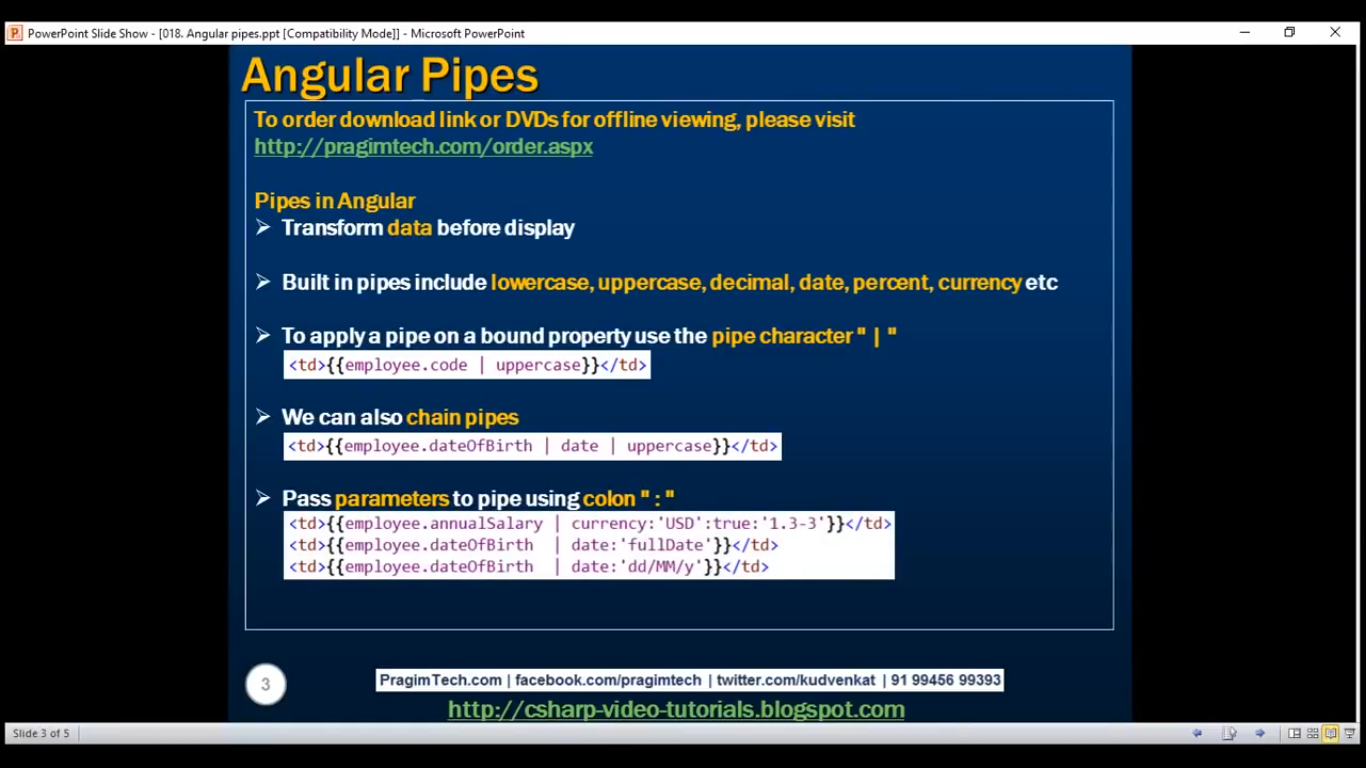 PowerPoint Slide Show - [018. Angular pipes.ppt [Compatibility Mode]] - Microsoft PowerPoint
Angular Pipes
To order download link or DVDs for offline viewing, please visit
http://pragimtech.com/order.aspx
Pipes in Angular
Transform data before display
Built in pipes include lowercase, uppercase, decimal, date, percent, currency etc
To apply a pipe on a bound property use the pipe character " | "
<td>{{employee.code | uppercase}}</td>
We can also chain pipes
<td>{{employee.dateOfBirth | date | uppercase}}</td>
Pass parameters to pipe using colon " : "
<td>{{employee.annualSalary | currency:'USD':true:'1.3-3'}}</td>
<td>{{employee.dateOfBirth  | date:'fullDate'}}</td>
<td>{{employee.dateOfBirth  | date:'dd/MM/y'}}</td>
3
PragimTech.com | facebook.com/pragimtech | twitter.com/kudvenkat | 91 99456 99393
http://csharp-video-tutorials.blogspot.com
Slide 3 of 5